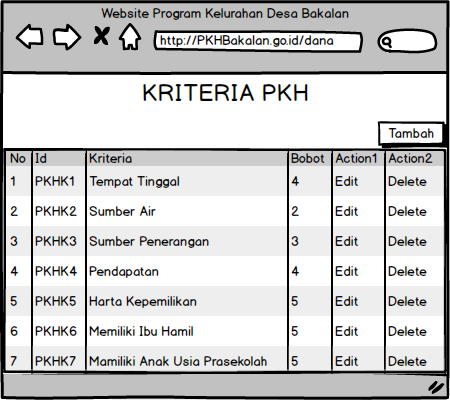 Website Program Kelurahan Desa Bakalan
http://PKHBakalan.go.id/dana
KRITERIA PKH
Tambah
No Id Kriteria Bobot Action1 Action2
1 PKHK1 Tempat Tinggal 4 Edit Delete
2 PKHK2 Sumber Air 2 Edit Delete
3 PKHK3 Sumber Penerangan 3 Edit Delete
4 PKHK4 Pendapatan 4 Edit Delete
5 PKHK5 Harta Kepemilikan 5 Edit Delete
6 PKHK6 Memiliki Ibu Hamil 5 Edit Delete
7 PKHK7 Mamiliki Anak Usia Prasekolah 5 Edit Delete